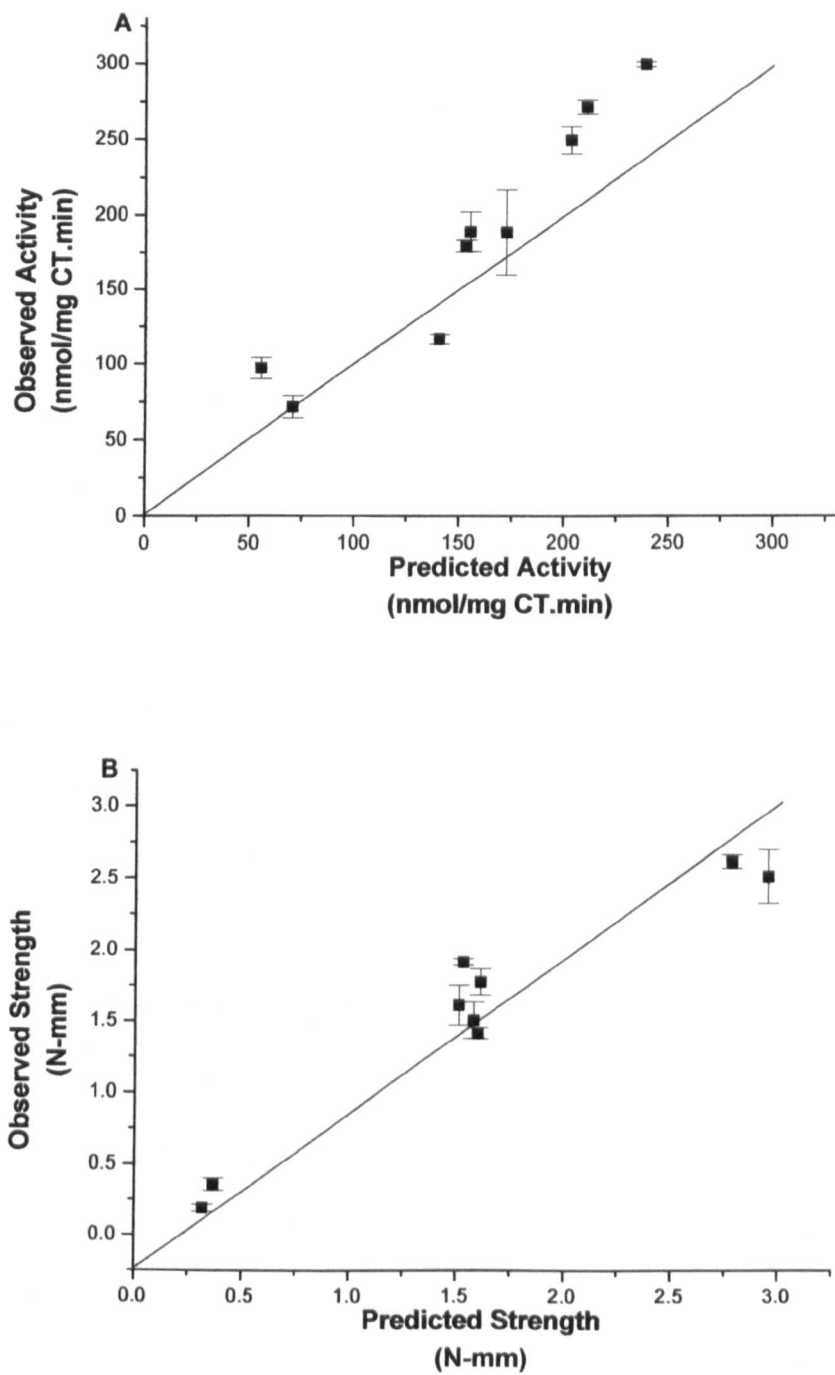 A
300
250
200
150
100
50
0
Observed Activity
(nmol/mg CT.min)
0 50 100 150 200 250 300
Predicted Activity
(nmol/mg CT.min)
B
3.0
2.5
2.0
1.5
1.0
0.5
0.0
Observed Strength
(N-mm)
0.0 0.5 1.0 1.5 2.0 2.5 3.0
Predicted Strength
(N-mm)